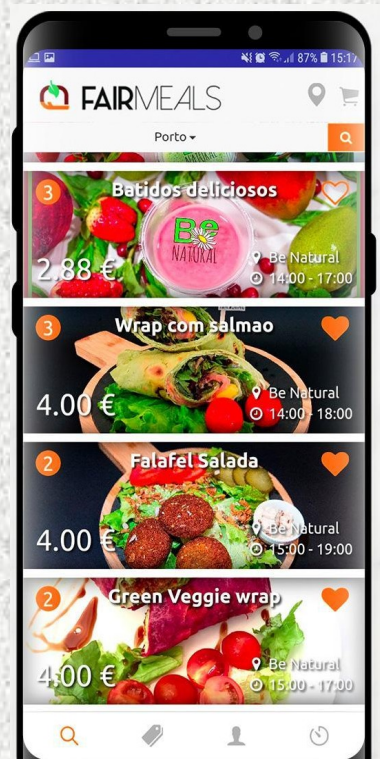 87% 15:17
FAIRMEALS
Porto
3
Batidos deliciosos
Be
NATURAL
2.88 €
Be Natural
14:00 - 17:00
3
Wrap com salmao
4.00 €
Be Natural
14:00 - 18:00
2
Falafel Salada
4.00 €
Be Natural
15:00 - 19:00
2
Green Veggie wrap
4.00 €
Be Natural
15:00 - 17:00